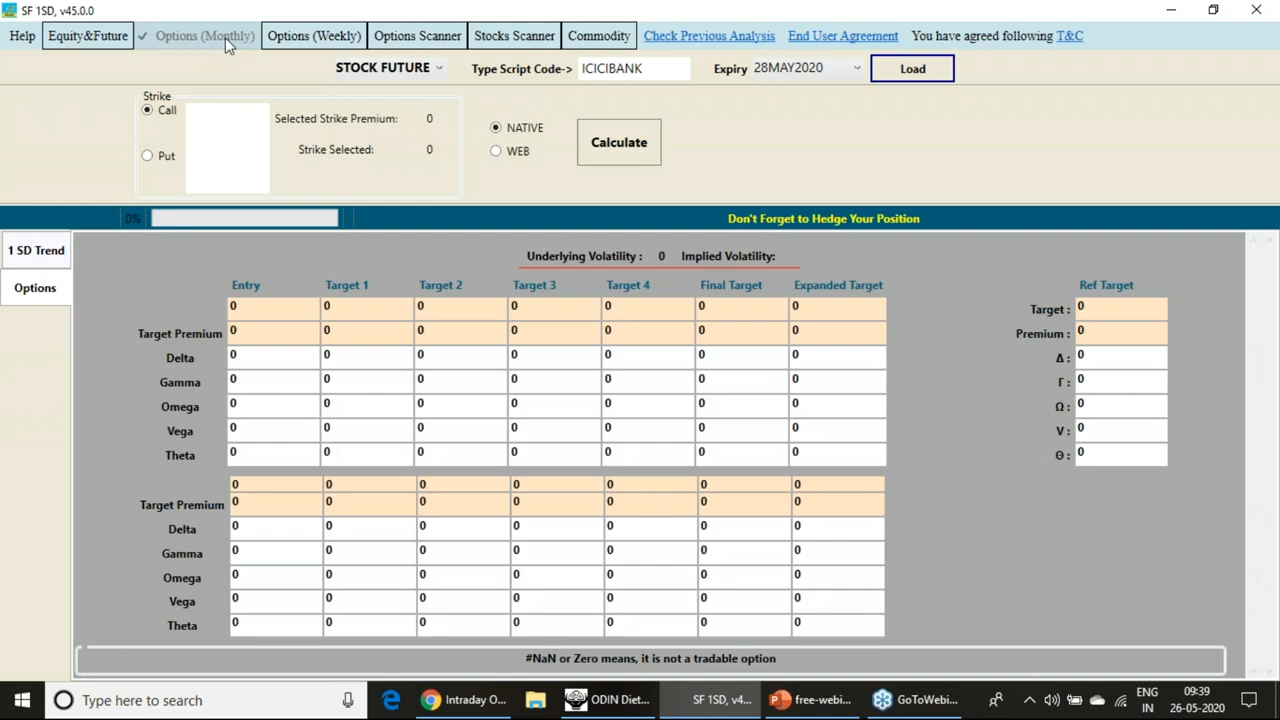 SF 1SD, v45.0.0
Help Equity&Future Options (Monthly) Options (Weekly) Options Scanner Stocks Scanner Commodity Check Previous Analysis End User Agreement You have agreed following T&C
STOCK FUTURE Type Script Code-> ICICIBANK Expiry 28MAY2020 Load
Strike
Call
Put
Selected Strike Premium: 0
Strike Selected: 0
NATIVE
WEB
Calculate
0% Don't Forget to Hedge Your Position
1 SD Trend
Options
Underlying Volatility : 0 Implied Volatility:
Entry Target 1 Target 2 Target 3 Target 4 Final Target Expanded Target Ref Target
0 0 0 0 0 0 0 Target : 0
Target Premium 0 0 0 0 0 0 0 Premium : 0
Delta 0 0 0 0 0 0 0 Δ : 0
Gamma 0 0 0 0 0 0 0 Γ : 0
Omega 0 0 0 0 0 0 0 Ω : 0
Vega 0 0 0 0 0 0 0 V : 0
Theta 0 0 0 0 0 0 0 Θ : 0
0 0 0 0 0 0 0
Target Premium 0 0 0 0 0 0 0
Delta 0 0 0 0 0 0 0
Gamma 0 0 0 0 0 0 0
Omega 0 0 0 0 0 0 0
Vega 0 0 0 0 0 0 0
Theta 0 0 0 0 0 0 0
#NaN or Zero means, it is not a tradable option
Type here to search Intraday O... ODIN Diet... SF 1SD, v4... free-webi... GoToWebi... ENG IN 09:39 26-05-2020